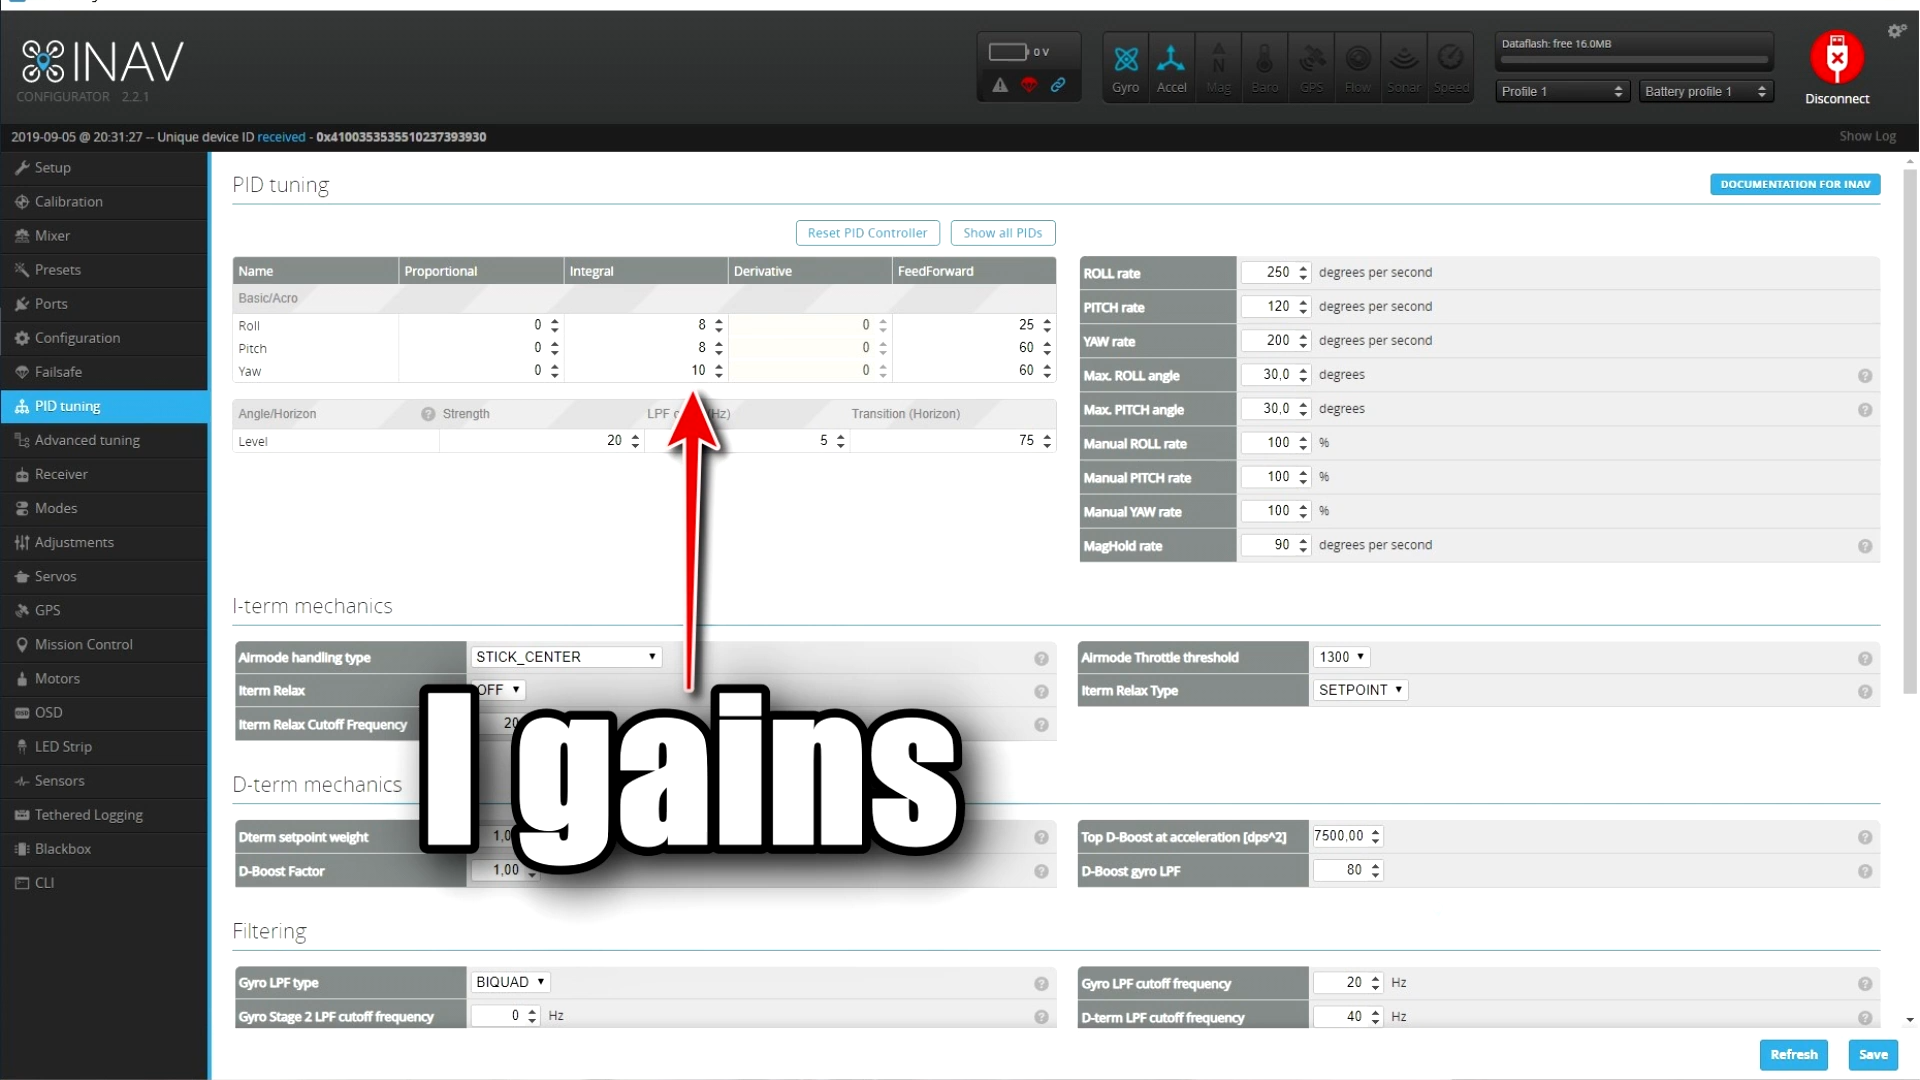 INAV
CONFIGURATOR 2.2.1
0 V
Gyro Accel Mag Baro GPS Flow Sonar Speed
Dataflash: free 16.0MB
Profile 1 Battery profile 1
Disconnect
2019-09-05 @ 20:31:27 -- Unique device ID received - 0x4100353535510237393930
Show Log
Setup
Calibration
Mixer
Presets
Ports
Configuration
Failsafe
PID tuning
Advanced tuning
Receiver
Modes
Adjustments
Servos
GPS
Mission Control
Motors
OSD
LED Strip
Sensors
Tethered Logging
Blackbox
CLI
PID tuning
DOCUMENTATION FOR INAV
Reset PID Controller Show all PIDs
Name Proportional Integral Derivative FeedForward
Basic/Acro
Roll 0 8 0 25
Pitch 0 8 0 60
Yaw 0 10 0 60
Angle/Horizon Strength LPF Hz) Transition (Horizon)
Level 20 5 75
ROLL rate 250 degrees per second
PITCH rate 120 degrees per second
YAW rate 200 degrees per second
Max. ROLL angle 30,0 degrees
Max. PITCH angle 30,0 degrees
Manual ROLL rate 100 %
Manual PITCH rate 100 %
Manual YAW rate 100 %
MagHold rate 90 degrees per second
I-term mechanics
Airmode handling type STICK_CENTER
Airmode Throttle threshold 1300
Iterm Relax OFF
Iterm Relax Type SETPOINT
Iterm Relax Cutoff Frequency 20
I gains
D-term mechanics
Dterm setpoint weight 1,0
Top D-Boost at acceleration [dps^2] 7500,00
D-Boost Factor 1,00
D-Boost gyro LPF 80
Filtering
Gyro LPF type BIQUAD
Gyro LPF cutoff frequency 20 Hz
Gyro Stage 2 LPF cutoff frequency 0 Hz
D-term LPF cutoff frequency 40 Hz
Refresh Save